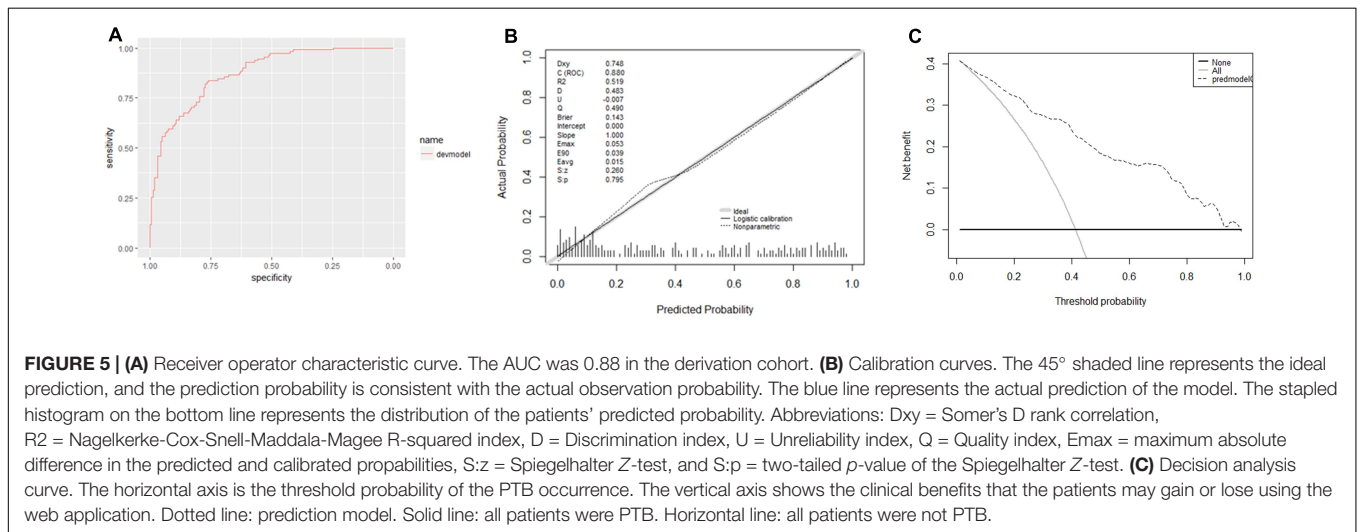 A
1.00
0.75
0.50
0.25
0.00
sensitivity
1.00
0.75
0.50
0.25
0.00
specificity
name
devmodel
B
Dxy 0.748
C (ROC) 0.880
R2 0.519
D 0.483
U -0.007
Q 0.490
Brier 0.143
Intercept 0.000
Slope 1.000
Emax 0.053
E90 0.039
Eavg 0.015
S:z 0.260
S:p 0.795
Actual Probability
1.0
0.8
0.6
0.4
0.2
0.0
Ideal
Logistic calibration
Nonparametric
0.0 0.2 0.4 0.6 0.8 1.0
Predicted Probability
C
None
All
Net benefit
0.4
0.3
0.2
0.1
0.0
0.0 0.2 0.4 0.6 0.8 1.0
Threshold probability
FIGURE 5 | (A) Receiver operator characteristic curve. The AUC was 0.88 in the derivation cohort. (B) Calibration curves. The 45° shaded line represents the ideal
prediction, and the prediction probability is consistent with the actual observation probability. The blue line represents the actual prediction of the model. The stapled
histogram on the bottom line represents the distribution of the patients' predicted probability. Abbreviations: Dxy = Somer's D rank correlation,
R2 = Nagelkerke-Cox-Snell-Maddala-Magee R-squared index, D = Discrimination index, U = Unreliability index, Q = Quality index, Emax = maximum absolute
difference in the predicted and calibrated propabilities, S:z = Spiegelhalter Z-test, and S:p = two-tailed p-value of the Spiegelhalter Z-test. (C) Decision analysis
curve. The horizontal axis is the threshold probability of the PTB occurrence. The vertical axis shows the clinical benefits that the patients may gain or lose using the
web application. Dotted line: prediction model. Solid line: all patients were PTB. Horizontal line: all patients were not PTB.